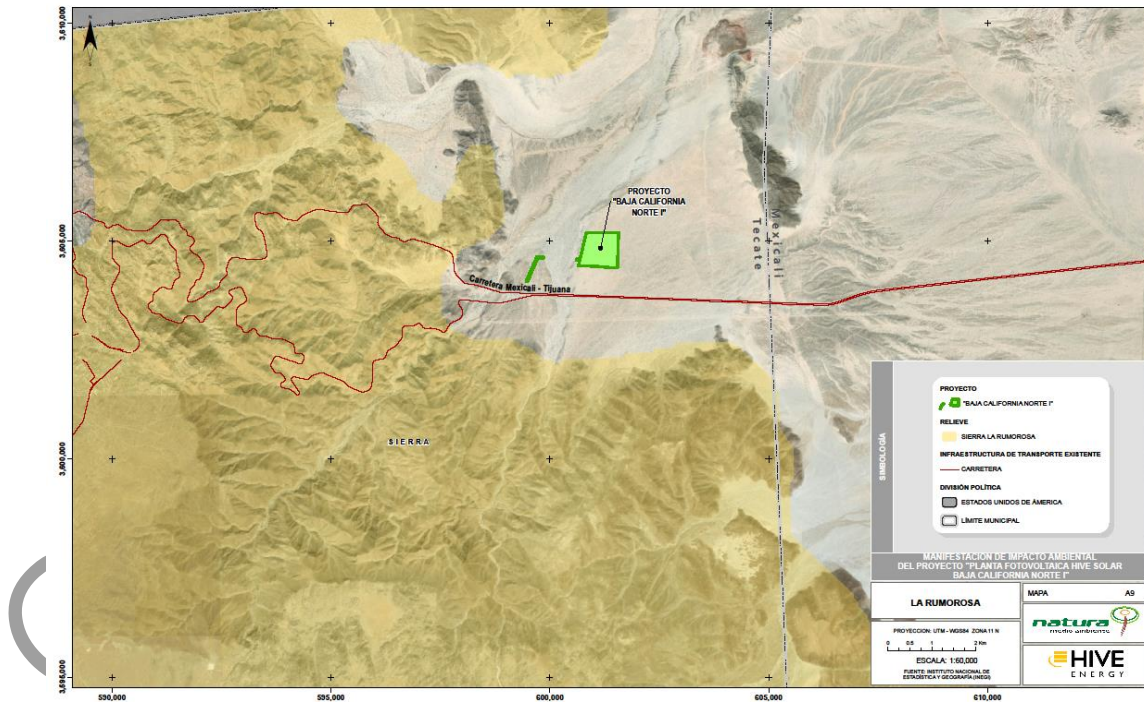 3,610,000
3,605,000
3,600,000
3,595,000
590,000
595,000
600,000
605,000
610,000
PROYECTO
"BAJA CALIFORNIA
NORTE I"
Mexicali
Tecate
Carretera Mexicali - Tijuana
SIERRA
SIMBOLOGÍA
PROYECTO
"BAJA CALIFORNIA NORTE I"
RELIEVE
SIERRA LA RUMOROSA
INFRAESTRUCTURA DE TRANSPORTE EXISTENTE
CARRETERA
DIVISIÓN POLÍTICA
ESTADOS UNIDOS DE ÁMERICA
LÍMITE MUNICIPAL
MANIFESTACIÓN DE IMPACTO AMBIENTAL
DEL PROYECTO "PLANTA FOTOVOLTAICA HIVE SOLAR
BAJA CALIFORNIA NORTE I"
LA RUMOROSA
MAPA A9
PROYECCION: UTM - WGS84 ZONA 11 N
0 0.5 1 2 Km
ESCALA: 1:60,000
FUENTE: INSTITUTO NACIONAL DE
ESTADÍSTICA Y GEOGRAFÍA (INEGI)
natura
medio ambiente
HIVE
ENERGY